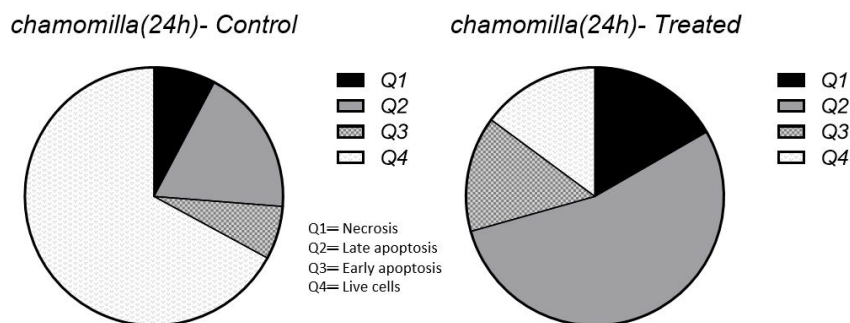 chamomilla(24h)- Control
Q1
Q2
Q3
Q4
chamomilla(24h)- Treated
Q1
Q2
Q3
Q4
Q1= Necrosis
Q2= Late apoptosis
Q3= Early apoptosis
Q4= Live cells